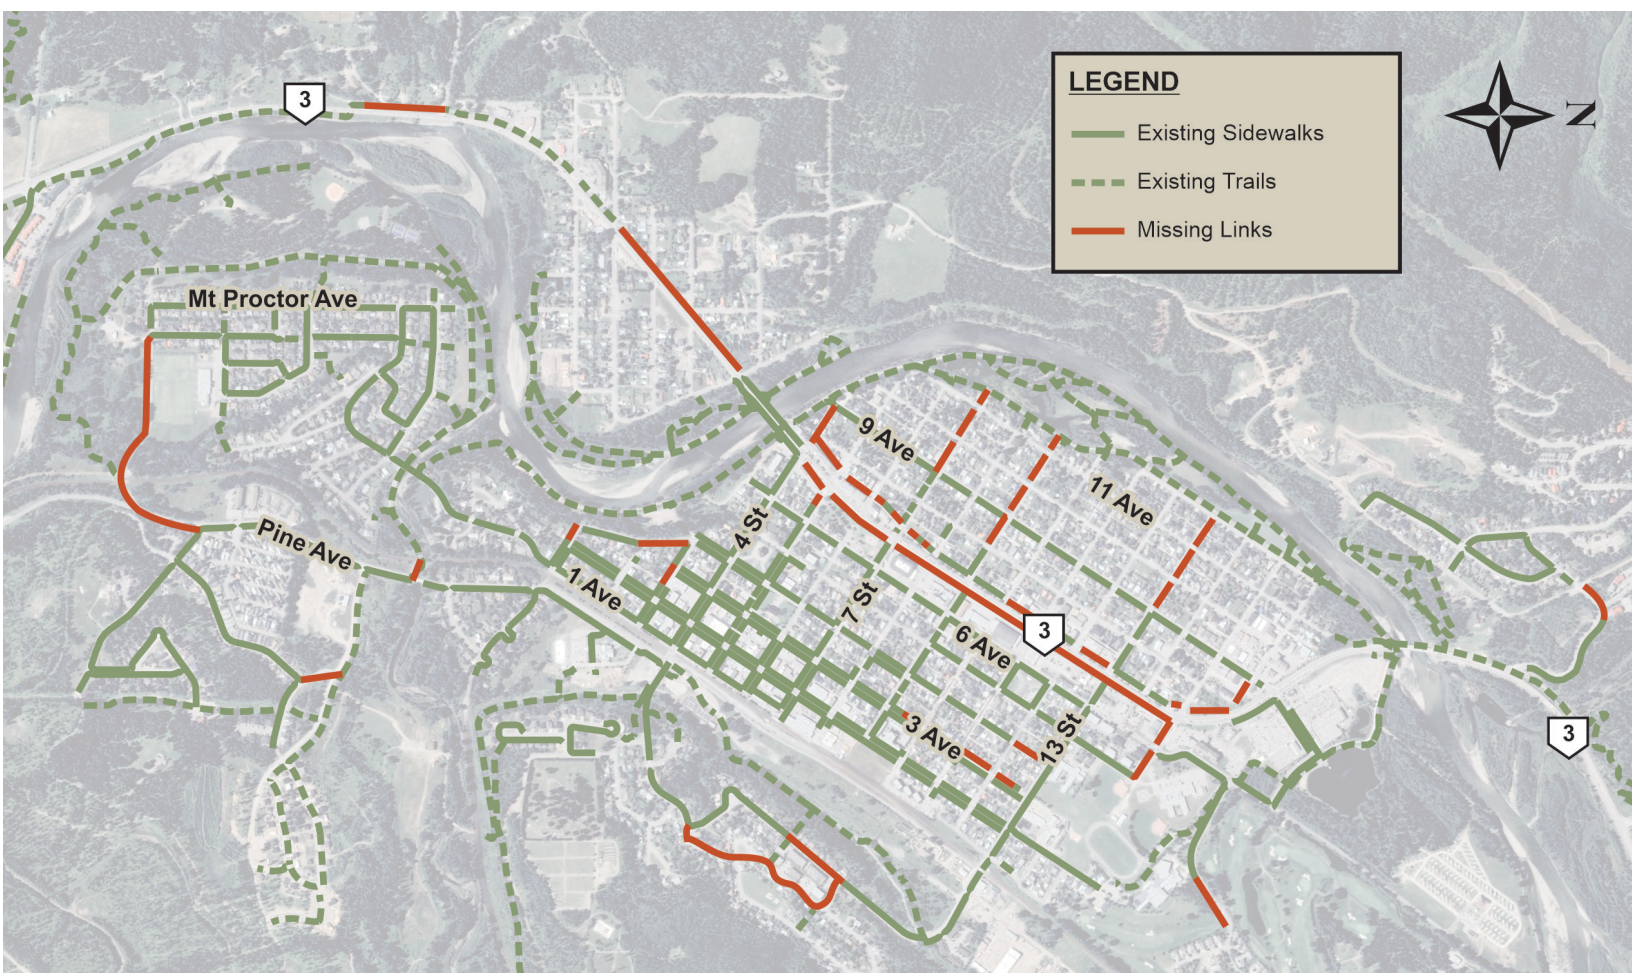 3
LEGEND
Existing Sidewalks
Existing Trails
Missing Links
N
Mt Proctor Ave
9 Ave
11 Ave
4 St
Pine Ave
1 Ave
7 St
6 Ave
3
3 Ave
13 St
3